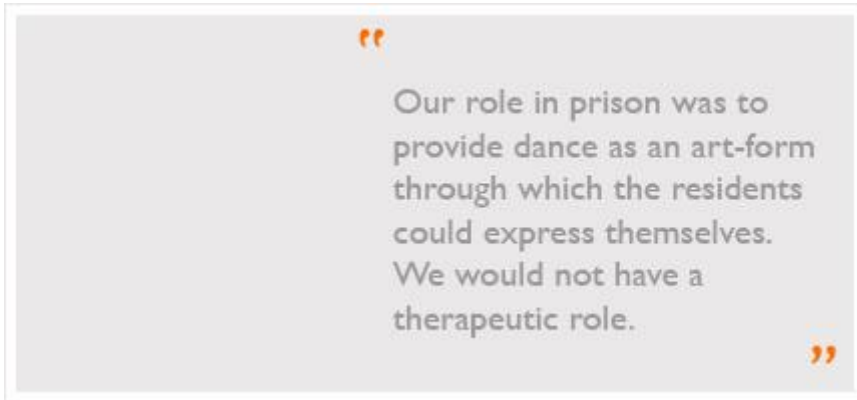 “
Our role in prison was to
provide dance as an art-form
through which the residents
could express themselves.
We would not have a
therapeutic role.
”